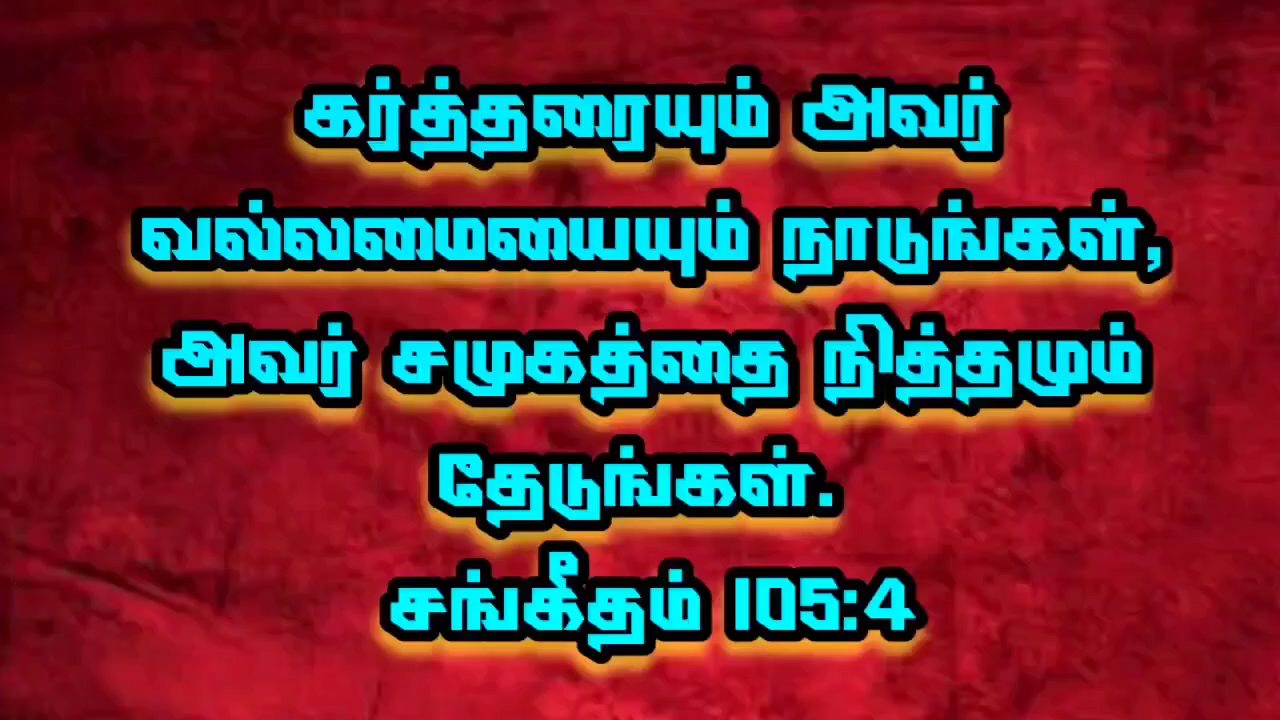 கர்த்தரையும் அவர்
வல்லமையையும் நாடுங்கள்,
அவர் சமுகத்தை நித்தமும்
தேடுங்கள்.
சங்கீதம் 105:4